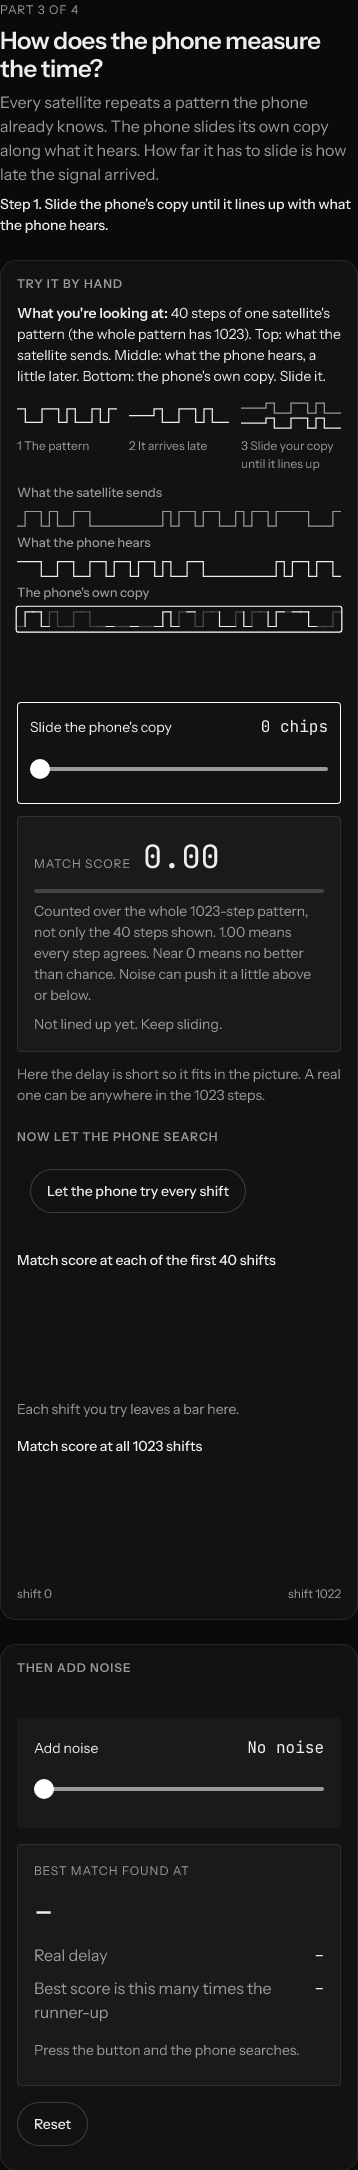 PART 3 OF 4
How does the phone measure
the time?
Every satellite repeats a pattern the phone
already knows. The phone slides its own copy
along what it hears. How far it has to slide is how
late the signal arrived.
Step 1. Slide the phone's copy until it lines up with what
the phone hears.
TRY IT BY HAND
What you're looking at: 40 steps of one satellite's
pattern (the whole pattern has 1023). Top: what the
satellite sends. Middle: what the phone hears, a
little later. Bottom: the phone's own copy. Slide it.
1 The pattern
2 It arrives late
3 Slide your copy
until it lines up
What the satellite sends
What the phone hears
The phone's own copy
Slide the phone's copy 0 chips
MATCH SCORE 0.00
Counted over the whole 1023-step pattern,
not only the 40 steps shown. 1.00 means
every step agrees. Near 0 means no better
than chance. Noise can push it a little above
or below.
Not lined up yet. Keep sliding.
Here the delay is short so it fits in the picture. A real
one can be anywhere in the 1023 steps.
NOW LET THE PHONE SEARCH
Let the phone try every shift
Match score at each of the first 40 shifts
Each shift you try leaves a bar here.
Match score at all 1023 shifts
shift 0 shift 1022
THEN ADD NOISE
Add noise No noise
BEST MATCH FOUND AT
–
Real delay –
Best score is this many times the –
runner-up
Press the button and the phone searches.
Reset